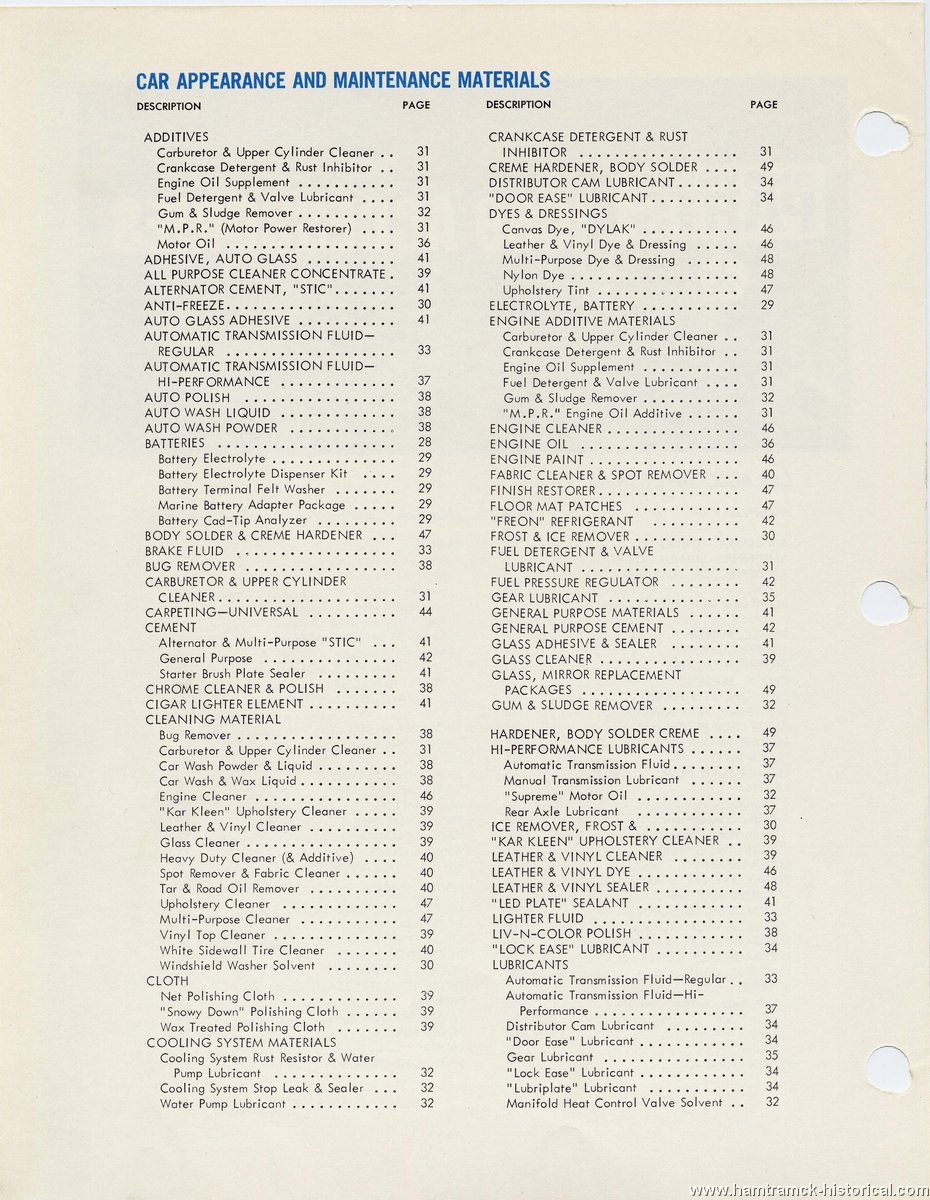 CAR APPEARANCE AND MAINTENANCE MATERIALS
DESCRIPTION PAGE
ADDITIVES
Carburetor & Upper Cylinder Cleaner . . 31
Crankcase Detergent & Rust Inhibitor . . 31
Engine Oil Supplement . . . . . . . . . . . 31
Fuel Detergent & Valve Lubricant . . . . 31
Gum & Sludge Remover . . . . . . . . . . . 32
"M.P.R." (Motor Power Restorer) . . . . 31
Motor Oil . . . . . . . . . . . . . . . . . . . 36
ADHESIVE, AUTO GLASS . . . . . . . . . . 41
ALL PURPOSE CLEANER CONCENTRATE . 39
ALTERNATOR CEMENT, "STIC" . . . . . . . 41
ANTI-FREEZE . . . . . . . . . . . . . . . . . . . 30
AUTO GLASS ADHESIVE . . . . . . . . . . . 41
AUTOMATIC TRANSMISSION FLUID—
REGULAR . . . . . . . . . . . . . . . . . . . 33
AUTOMATIC TRANSMISSION FLUID—
HI-PERFORMANCE . . . . . . . . . . . . . 37
AUTO POLISH . . . . . . . . . . . . . . . . . 38
AUTO WASH LIQUID . . . . . . . . . . . . . 38
AUTO WASH POWDER . . . . . . . . . . . . 38
BATTERIES . . . . . . . . . . . . . . . . . . . . 28
Battery Electrolyte . . . . . . . . . . . . . . 29
Battery Electrolyte Dispenser Kit . . . . 29
Battery Terminal Felt Washer . . . . . . . 29
Marine Battery Adapter Package . . . . . 29
Battery Cad-Tip Analyzer . . . . . . . . . 29
BODY SOLDER & CREME HARDENER . . . 47
BRAKE FLUID . . . . . . . . . . . . . . . . . . 33
BUG REMOVER . . . . . . . . . . . . . . . . . 38
CARBURETOR & UPPER CYLINDER
CLEANER . . . . . . . . . . . . . . . . . . . . 31
CARPETING—UNIVERSAL . . . . . . . . . . 44
CEMENT
Alternator & Multi-Purpose "STIC" . . . 41
General Purpose . . . . . . . . . . . . . . . 42
Starter Brush Plate Sealer . . . . . . . . . 41
CHROME CLEANER & POLISH . . . . . . . 38
CIGAR LIGHTER ELEMENT . . . . . . . . . . 41
CLEANING MATERIAL
Bug Remover . . . . . . . . . . . . . . . . . . 38
Carburetor & Upper Cylinder Cleaner . . 31
Car Wash Powder & Liquid . . . . . . . . . 38
Car Wash & Wax Liquid . . . . . . . . . . . 38
Engine Cleaner . . . . . . . . . . . . . . . . 46
"Kar Kleen" Upholstery Cleaner . . . . . 39
Leather & Vinyl Cleaner . . . . . . . . . . 39
Glass Cleaner . . . . . . . . . . . . . . . . . 39
Heavy Duty Cleaner (& Additive) . . . . 40
Spot Remover & Fabric Cleaner . . . . . . 40
Tar & Road Oil Remover . . . . . . . . . . 40
Upholstery Cleaner . . . . . . . . . . . . . 47
Multi-Purpose Cleaner . . . . . . . . . . . 47
Vinyl Top Cleaner . . . . . . . . . . . . . . 39
White Sidewall Tire Cleaner . . . . . . . . 40
Windshield Washer Solvent . . . . . . . . 30
CLOTH
Net Polishing Cloth . . . . . . . . . . . . . 39
"Snowy Down" Polishing Cloth . . . . . . 39
Wax Treated Polishing Cloth . . . . . . . 39
COOLING SYSTEM MATERIALS
Cooling System Rust Resistor & Water
Pump Lubricant . . . . . . . . . . . . . . 32
Cooling System Stop Leak & Sealer . . . 32
Water Pump Lubricant . . . . . . . . . . . . 32
DESCRIPTION PAGE
CRANKCASE DETERGENT & RUST
INHIBITOR . . . . . . . . . . . . . . . . . . 31
CREME HARDENER, BODY SOLDER . . . . 49
DISTRIBUTOR CAM LUBRICANT . . . . . . . 34
"DOOR EASE" LUBRICANT . . . . . . . . . . 34
DYES & DRESSINGS
Canvas Dye, "DYLAK" . . . . . . . . . . . 46
Leather & Vinyl Dye & Dressing . . . . . 46
Multi-Purpose Dye & Dressing . . . . . . 48
Nylon Dye . . . . . . . . . . . . . . . . . . . 48
Upholstery Tint . . . . . . . . . . . . . . . . 47
ELECTROLYTE, BATTERY . . . . . . . . . . . 29
ENGINE ADDITIVE MATERIALS
Carburetor & Upper Cylinder Cleaner . . 31
Crankcase Detergent & Rust Inhibitor . . 31
Engine Oil Supplement . . . . . . . . . . . 31
Fuel Detergent & Valve Lubricant . . . . 31
Gum & Sludge Remover . . . . . . . . . . . 32
"M.P.R." Engine Oil Additive . . . . . . 31
ENGINE CLEANER . . . . . . . . . . . . . . . 46
ENGINE OIL . . . . . . . . . . . . . . . . . . . 36
ENGINE PAINT . . . . . . . . . . . . . . . . . 46
FABRIC CLEANER & SPOT REMOVER . . . 40
FINISH RESTORER . . . . . . . . . . . . . . . . 47
FLOOR MAT PATCHES . . . . . . . . . . . . 47
"FREON" REFRIGERANT . . . . . . . . . . 42
FROST & ICE REMOVER . . . . . . . . . . . . 30
FUEL DETERGENT & VALVE
LUBRICANT . . . . . . . . . . . . . . . . . . 31
FUEL PRESSURE REGULATOR . . . . . . . . 42
GEAR LUBRICANT . . . . . . . . . . . . . . . 35
GENERAL PURPOSE MATERIALS . . . . . . 41
GENERAL PURPOSE CEMENT . . . . . . . . 42
GLASS ADHESIVE & SEALER . . . . . . . . 41
GLASS CLEANER . . . . . . . . . . . . . . . . 39
GLASS, MIRROR REPLACEMENT
PACKAGES . . . . . . . . . . . . . . . . . . 49
GUM & SLUDGE REMOVER . . . . . . . . . 32
HARDENER, BODY SOLDER CREME . . . . 49
HI-PERFORMANCE LUBRICANTS . . . . . . 37
Automatic Transmission Fluid . . . . . . . . 37
Manual Transmission Lubricant . . . . . . 37
"Supreme" Motor Oil . . . . . . . . . . . . 32
Rear Axle Lubricant . . . . . . . . . . . . 37
ICE REMOVER, FROST & . . . . . . . . . . . 30
"KAR KLEEN" UPHOLSTERY CLEANER . . 39
LEATHER & VINYL CLEANER . . . . . . . . 39
LEATHER & VINYL DYE . . . . . . . . . . . . 46
LEATHER & VINYL SEALER . . . . . . . . . . 48
"LED PLATE" SEALANT . . . . . . . . . . . . 41
LIGHTER FLUID . . . . . . . . . . . . . . . . . 33
LIV-N-COLOR POLISH . . . . . . . . . . . . 38
"LOCK EASE" LUBRICANT . . . . . . . . . . 34
LUBRICANTS
Automatic Transmission Fluid—Regular . . 33
Automatic Transmission Fluid—Hi-
Performance . . . . . . . . . . . . . . . . . 37
Distributor Cam Lubricant . . . . . . . . . 34
"Door Ease" Lubricant . . . . . . . . . . . . 34
Gear Lubricant . . . . . . . . . . . . . . . . 35
"Lock Ease" Lubricant . . . . . . . . . . . . 34
"Lubriplate" Lubricant . . . . . . . . . . . 34
Manifold Heat Control Valve Solvent . . 32
www.hamtramck-historical.com